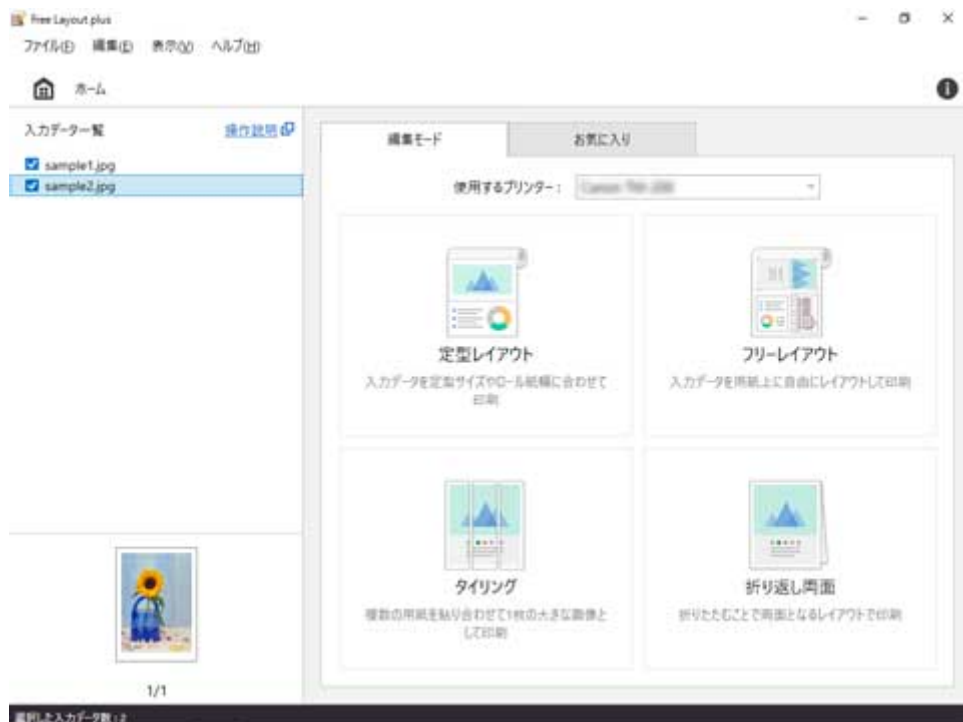 Free Layout plus
ファイル(F) 編集(E) 表示(V) ヘルプ(H)
ホーム
入力データ一覧
操作説明
sample1.jpg
sample2.jpg
編集モード
お気に入り
使用するプリンター：
定型レイアウト
入力データを定型サイズやロール紙幅に合わせて
印刷
フリーレイアウト
入力データを用紙上に自由にレイアウトして印刷
タイリング
複数の用紙を貼り合わせて1枚の大きな画像と
して印刷
折り返し両面
折りたたむことで両面となるレイアウトで印刷
1/1
選択した入力データ数：2